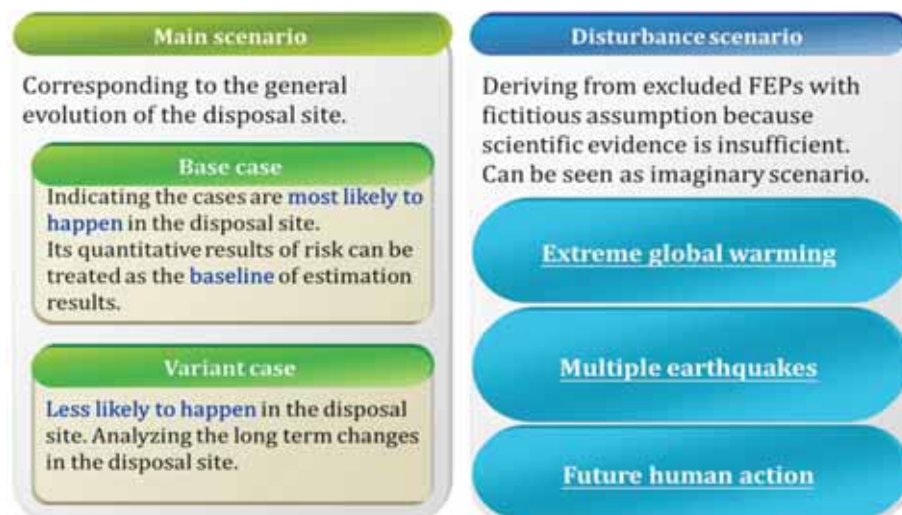 Main scenario
Corresponding to the general
evolution of the disposal site.
Base case
Indicating the cases are most likely to
happen in the disposal site.
Its quantitative results of risk can be
treated as the baseline of estimation
results.
Variant case
Less likely to happen in the disposal
site. Analyzing the long term changes
in the disposal site.
Disturbance scenario
Deriving from excluded FEPs with
fictitious assumption because
scientific evidence is insufficient.
Can be seen as imaginary scenario.
Extreme global warming
Multiple earthquakes
Future human action